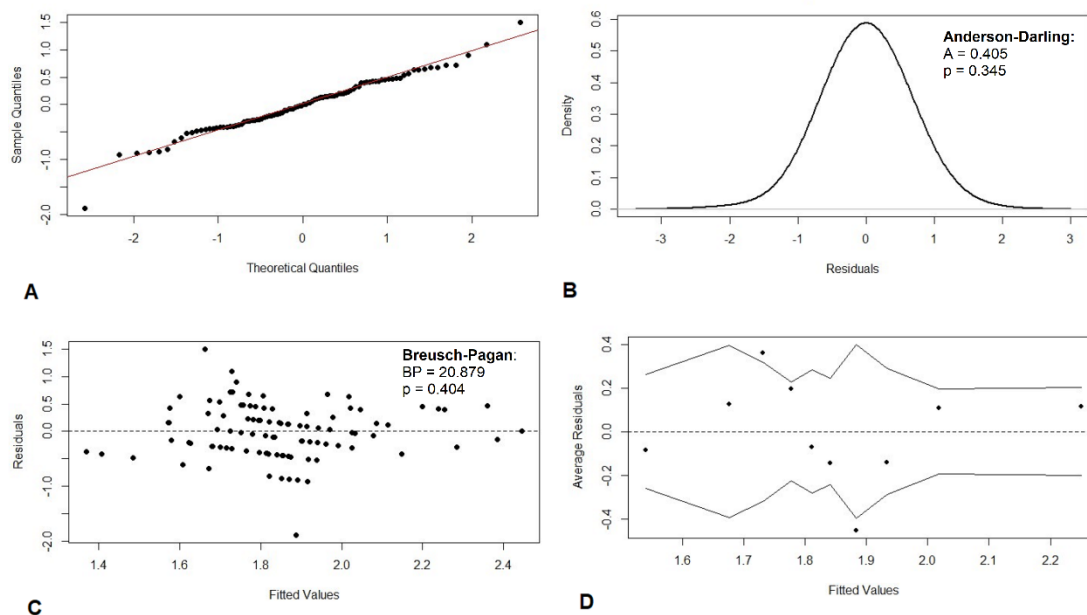 Sample Quantiles
1.5
0.5
0.0
-1.0
-2.0
-2 -1 0 1 2
Theoretical Quantiles
A
Density
0.6
0.5
0.4
0.3
0.2
0.1
0.0
Anderson-Darling:
A = 0.405
p = 0.345
-3 -2 -1 0 1 2 3
Residuals
B
Residuals
1.5
0.5
0.0
-1.0
-2.0
Breusch-Pagan:
BP = 20.879
p = 0.404
1.4 1.6 1.8 2.0 2.2 2.4
Fitted Values
C
Average Residuals
0.4
0.2
0.0
-0.2
-0.4
1.6 1.7 1.8 1.9 2.0 2.1 2.2
Fitted Values
D